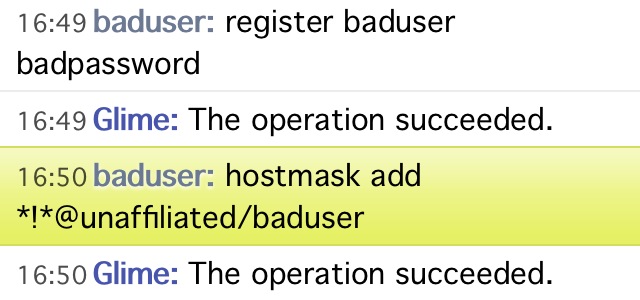 16:49 baduser: register baduser
badpassword
16:49 Glime: The operation succeeded.
16:50 baduser: hostmask add
*!*@unaffiliated/baduser
16:50 Glime: The operation succeeded.